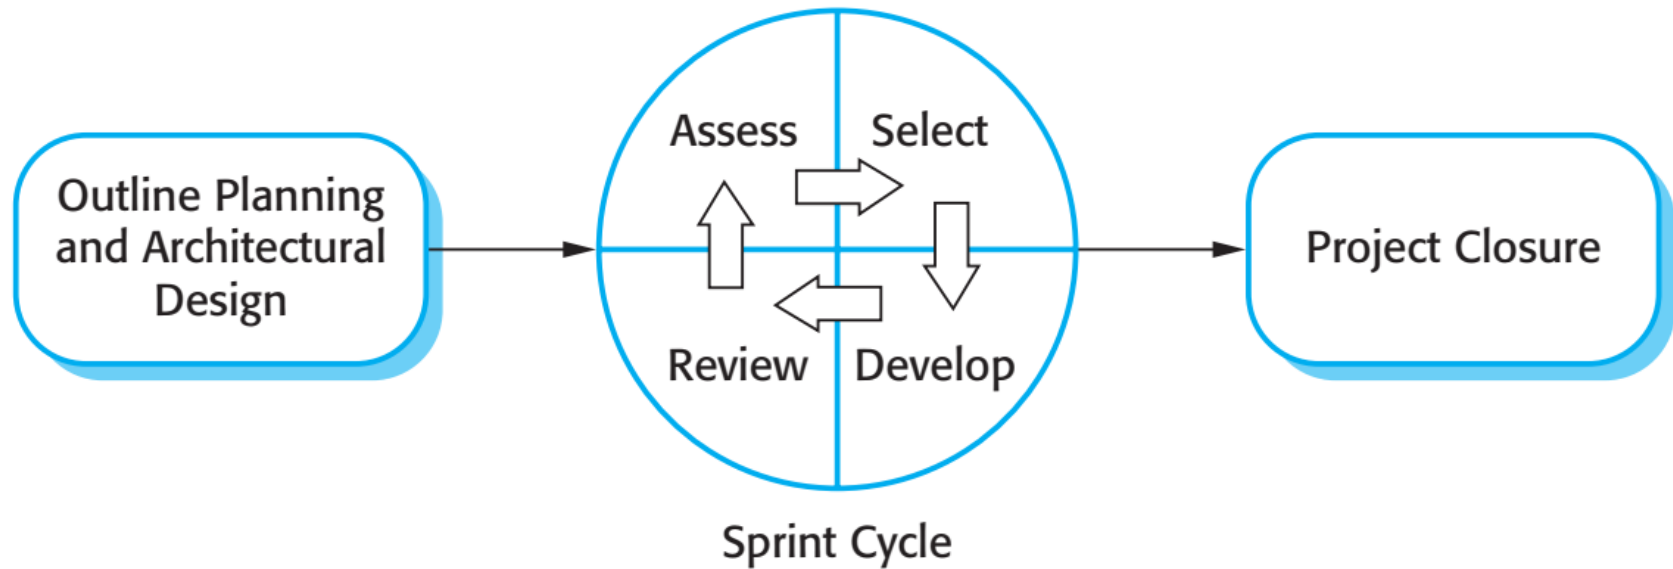 Outline Planning
and Architectural
Design
Assess
Select
Review
Develop
Sprint Cycle
Project Closure